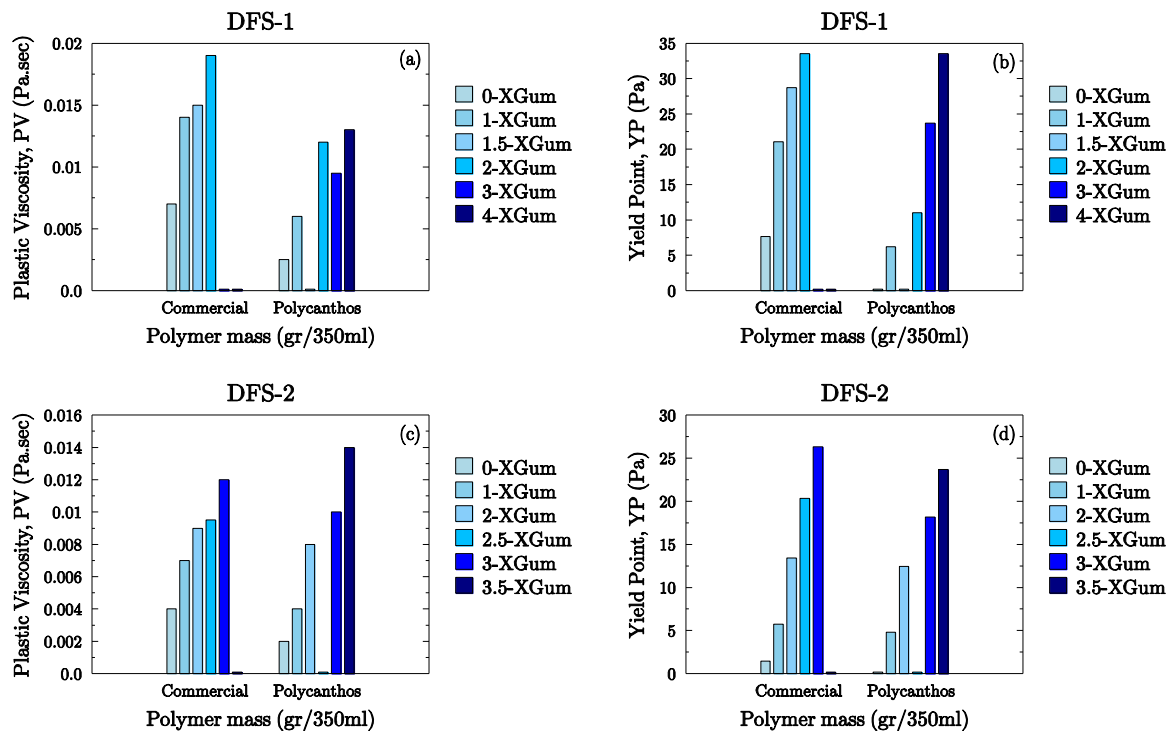 DFS-1
(a)
Plastic Viscosity, PV (Pa.sec)
0.02
0.015
0.01
0.005
0.0
Commercial
Polycanthos
Polymer mass (gr/350ml)
0-XGum
1-XGum
1.5-XGum
2-XGum
3-XGum
4-XGum
DFS-1
(b)
Yield Point, YP (Pa)
35
30
25
20
15
10
5
0
Commercial
Polycanthos
Polymer mass (gr/350ml)
0-XGum
1-XGum
1.5-XGum
2-XGum
3-XGum
4-XGum
DFS-2
(c)
Plastic Viscosity, PV (Pa.sec)
0.016
0.014
0.012
0.01
0.008
0.006
0.004
0.002
0.0
Commercial
Polycanthos
Polymer mass (gr/350ml)
0-XGum
1-XGum
2-XGum
2.5-XGum
3-XGum
3.5-XGum
DFS-2
(d)
Yield Point, YP (Pa)
30
25
20
15
10
5
0
Commercial
Polycanthos
Polymer mass (gr/350ml)
0-XGum
1-XGum
2-XGum
2.5-XGum
3-XGum
3.5-XGum